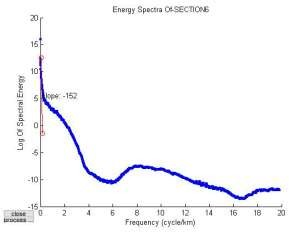 Energy Spectra Of-SECTION6
Log Of Spectral Energy
20
15
10
5
0
-5
-10
-15
slope: -152
0 2 4 6 8 10 12 14 16 18 20
Frequency (cycle/km)
close
process